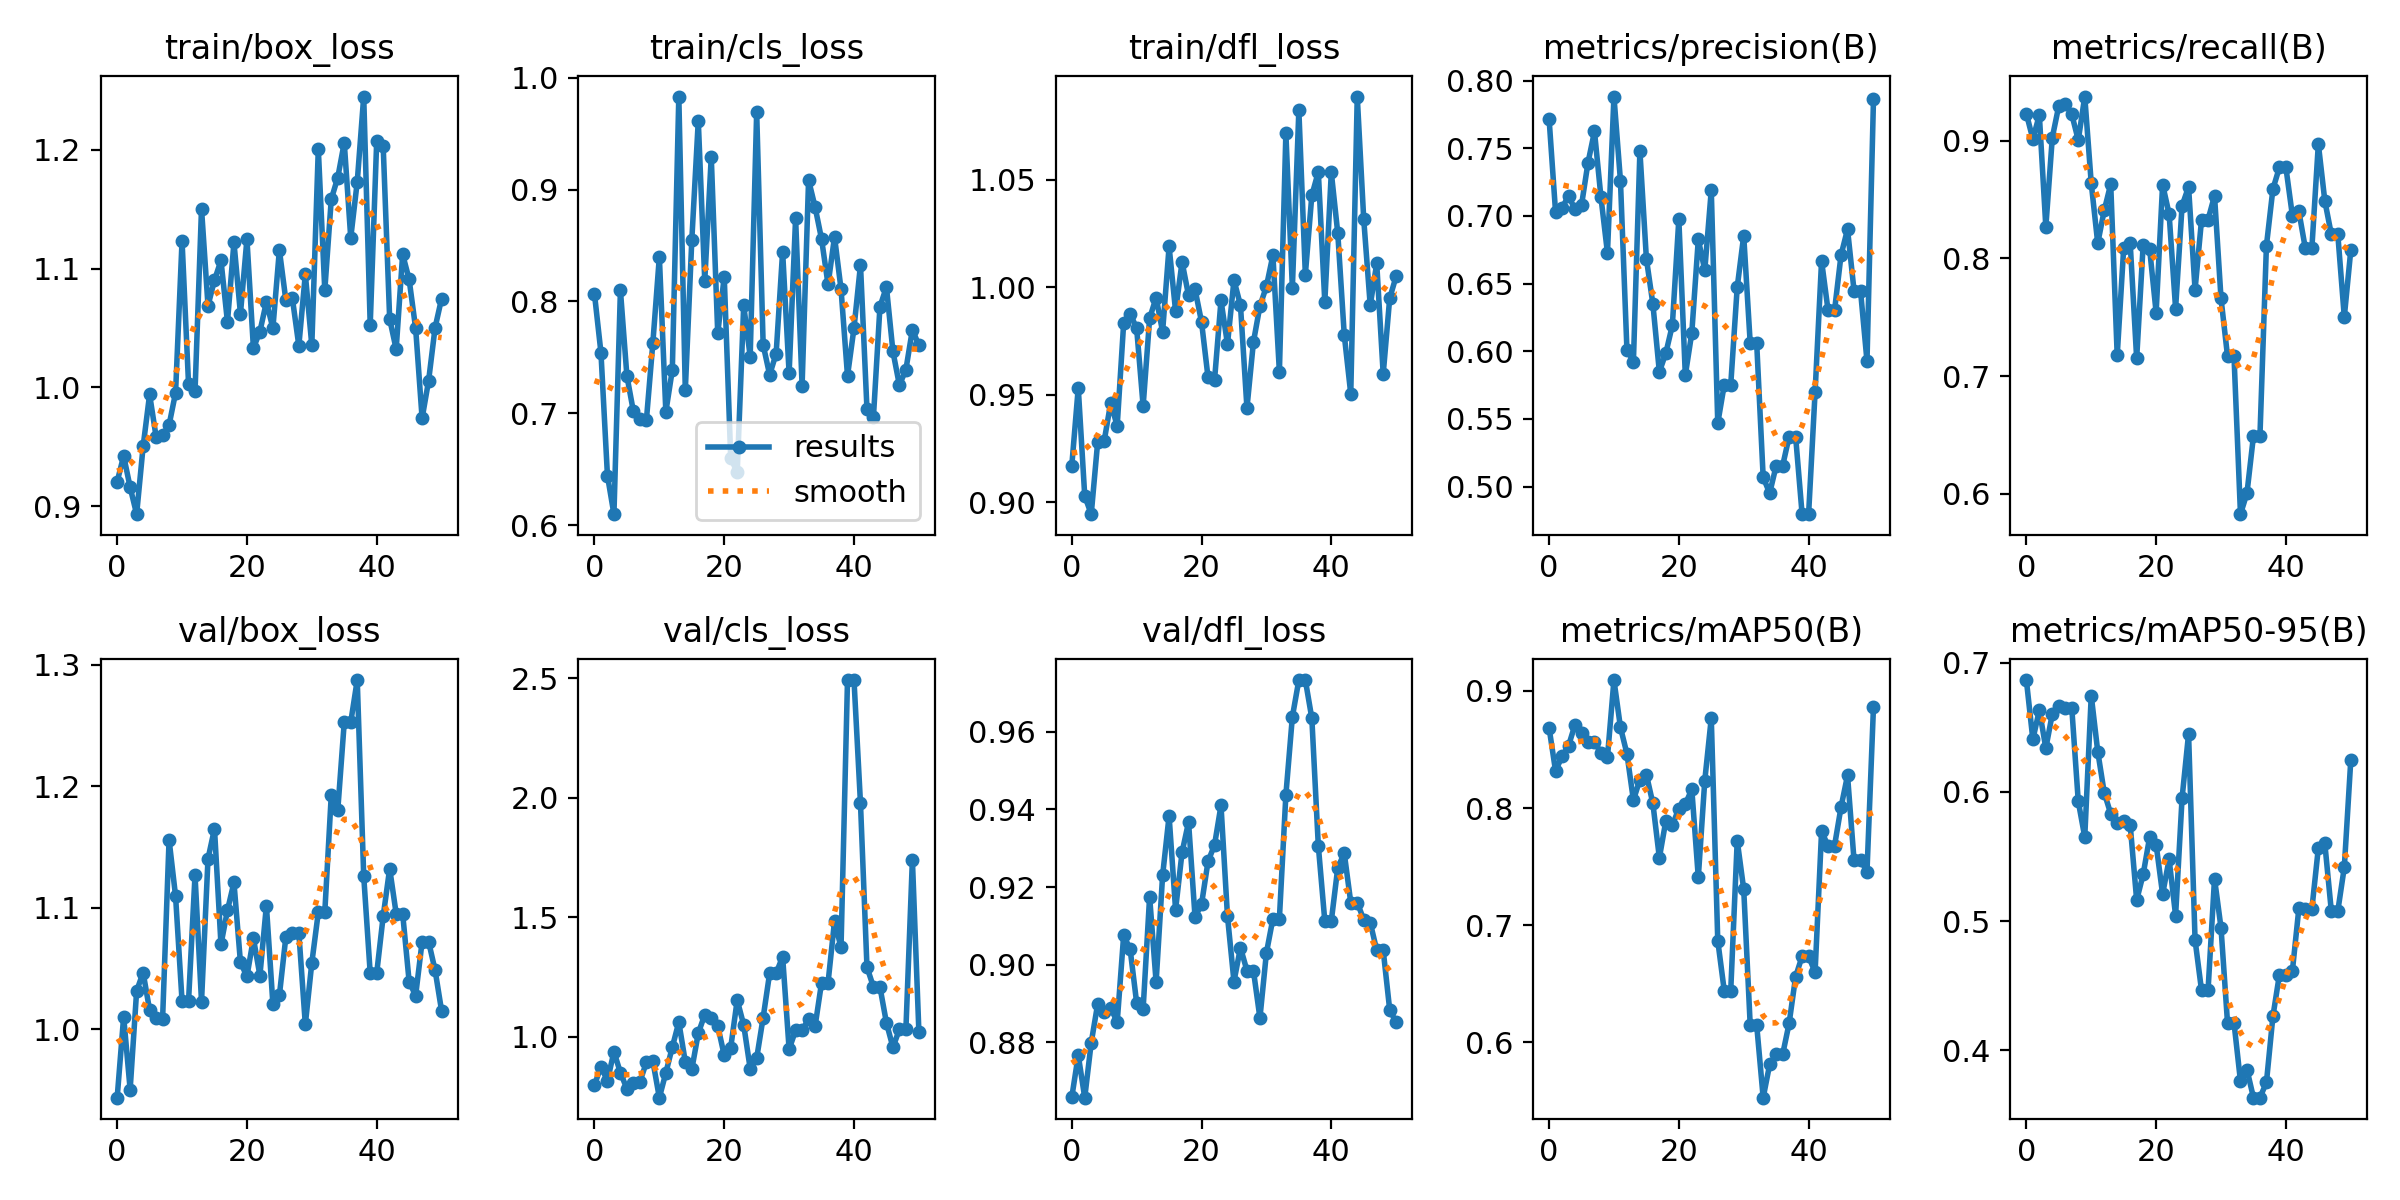 train/box_loss
train/cls_loss
train/dfl_loss
metrics/precision(B)
metrics/recall(B)
1.2
1.1
1.0
0.9
0 20 40
1.0
0.9
0.8
0.7
0.6
results
smooth
0 20 40
1.05
1.00
0.95
0.90
0 20 40
0.80
0.75
0.70
0.65
0.60
0.55
0.50
0 20 40
0.9
0.8
0.7
0.6
0 20 40
val/box_loss
val/cls_loss
val/dfl_loss
metrics/mAP50(B)
metrics/mAP50-95(B)
1.3
1.2
1.1
1.0
0 20 40
2.5
2.0
1.5
1.0
0 20 40
0.96
0.94
0.92
0.90
0.88
0 20 40
0.9
0.8
0.7
0.6
0 20 40
0.7
0.6
0.5
0.4
0 20 40